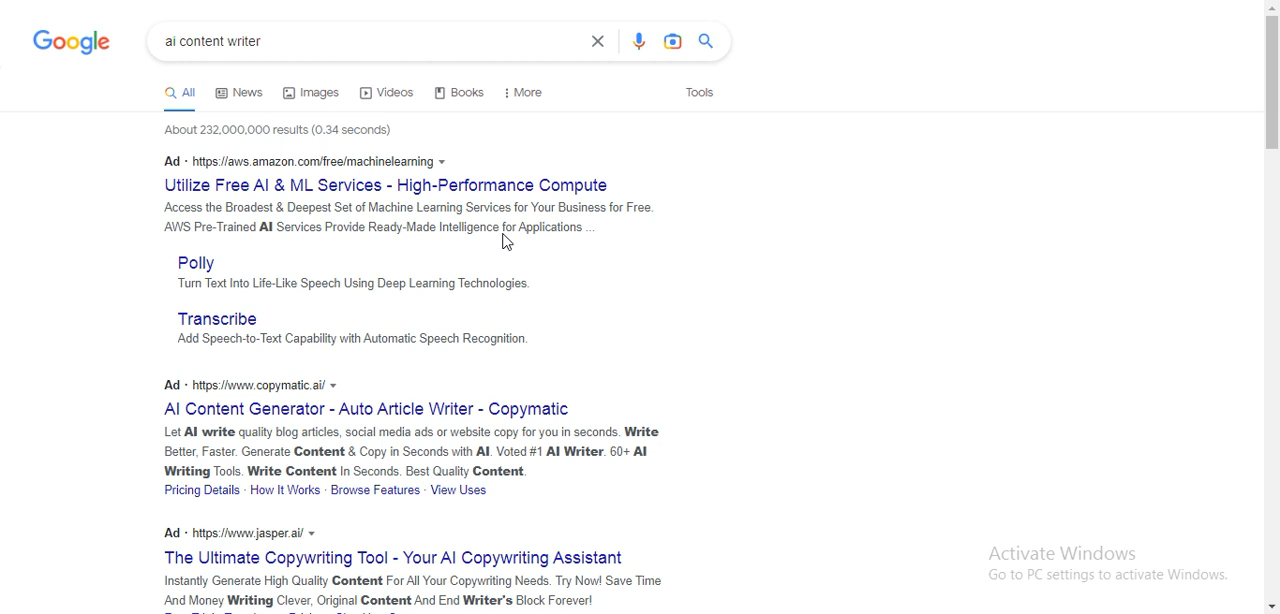 Google
ai content writer
All News Images Videos Books More Tools
About 232,000,000 results (0.34 seconds)
Ad · https://aws.amazon.com/free/machinelearning
Utilize Free AI & ML Services - High-Performance Compute
Access the Broadest & Deepest Set of Machine Learning Services for Your Business for Free.
AWS Pre-Trained AI Services Provide Ready-Made Intelligence for Applications ...
Polly
Turn Text Into Life-Like Speech Using Deep Learning Technologies.
Transcribe
Add Speech-to-Text Capability with Automatic Speech Recognition.
Ad · https://www.copymatic.ai/
AI Content Generator - Auto Article Writer - Copymatic
Let AI write quality blog articles, social media ads or website copy for you in seconds. Write
Better, Faster. Generate Content & Copy in Seconds with AI. Voted #1 AI Writer. 60+ AI
Writing Tools. Write Content In Seconds. Best Quality Content.
Pricing Details · How It Works · Browse Features · View Uses
Ad · https://www.jasper.ai/
The Ultimate Copywriting Tool - Your AI Copywriting Assistant
Instantly Generate High Quality Content For All Your Copywriting Needs. Try Now! Save Time
And Money Writing Clever, Original Content And End Writer's Block Forever!
Activate Windows
Go to PC settings to activate Windows.